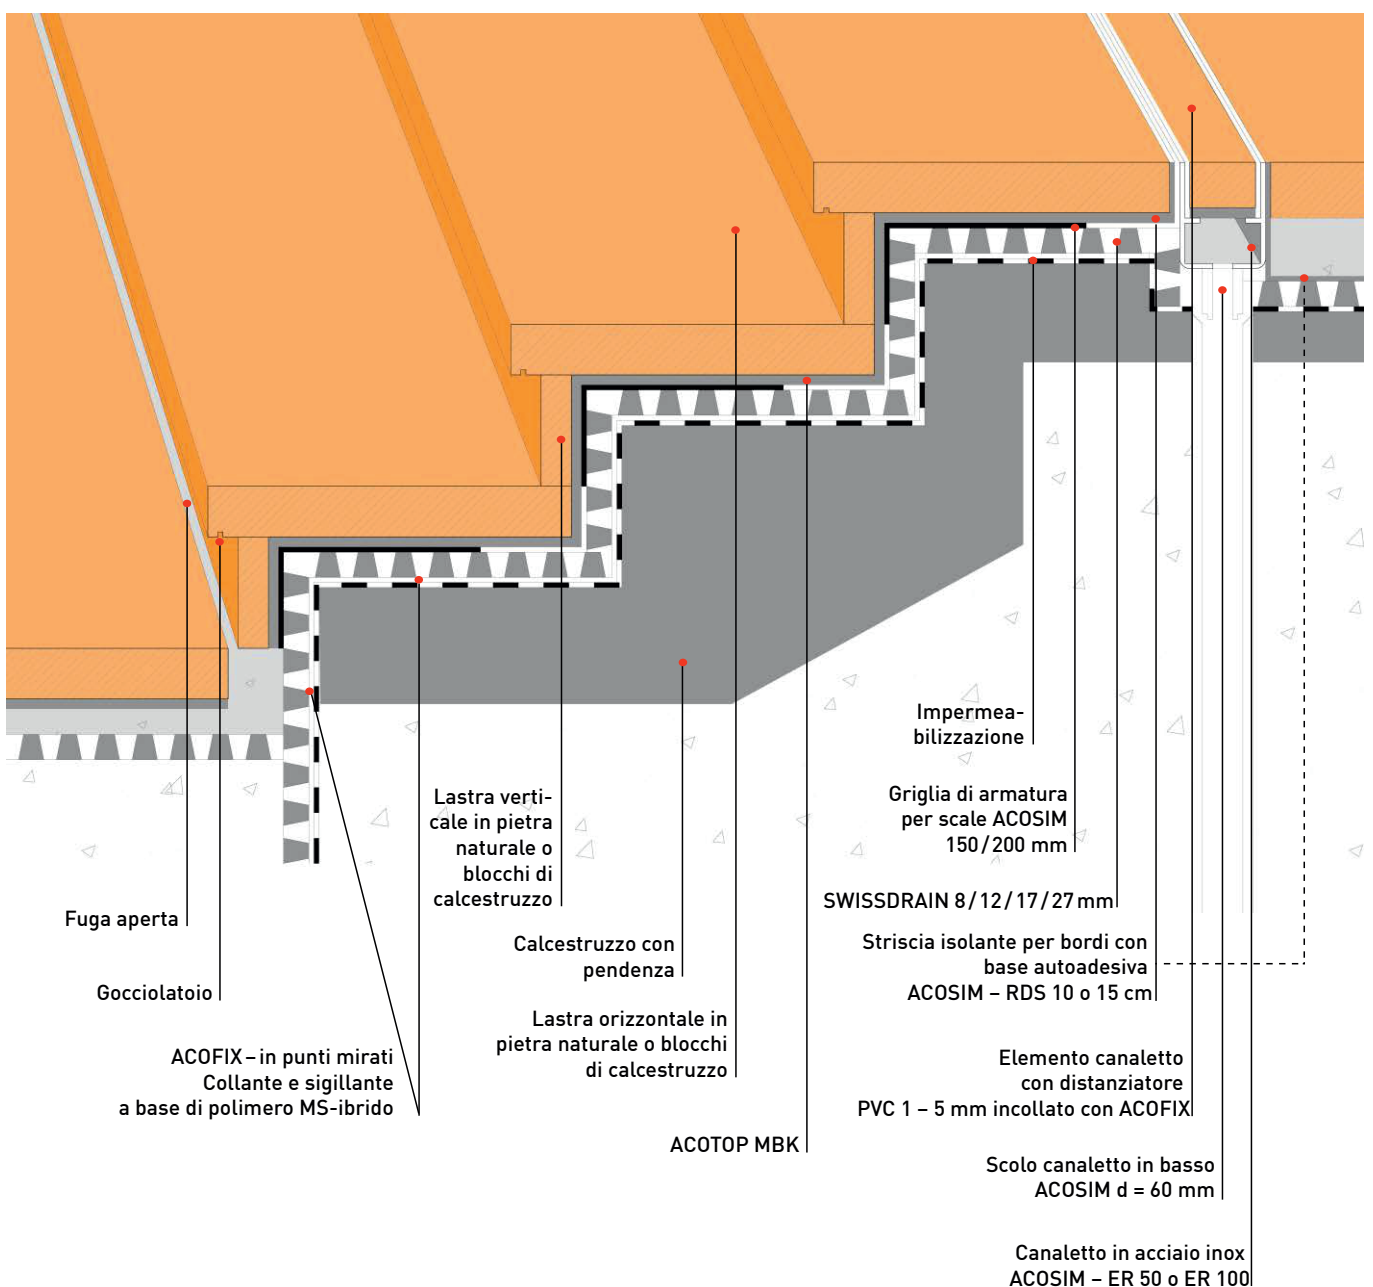 Impermea-
bilizzazione
Griglia di armatura
per scale ACOSIM
150/200 mm
Lastra verti-
cale in pietra
naturale o
blocchi di
calcestruzzo
SWISSDRAIN 8/12/17/27 mm
Fuga aperta
Calcestruzzo con
pendenza
Striscia isolante per bordi con
base autoadesiva
ACOSIM – RDS 10 o 15 cm
Gocciolatoio
Lastra orizzontale in
pietra naturale o blocchi
di calcestruzzo
ACOFIX – in punti mirati
Collante e sigillante
a base di polimero MS-ibrido
Elemento canaletto
con distanziatore
PVC 1 – 5 mm incollato con ACOFIX
ACOTOP MBK
Scolo canaletto in basso
ACOSIM d = 60 mm
Canaletto in acciaio inox
ACOSIM – ER 50 o ER 100